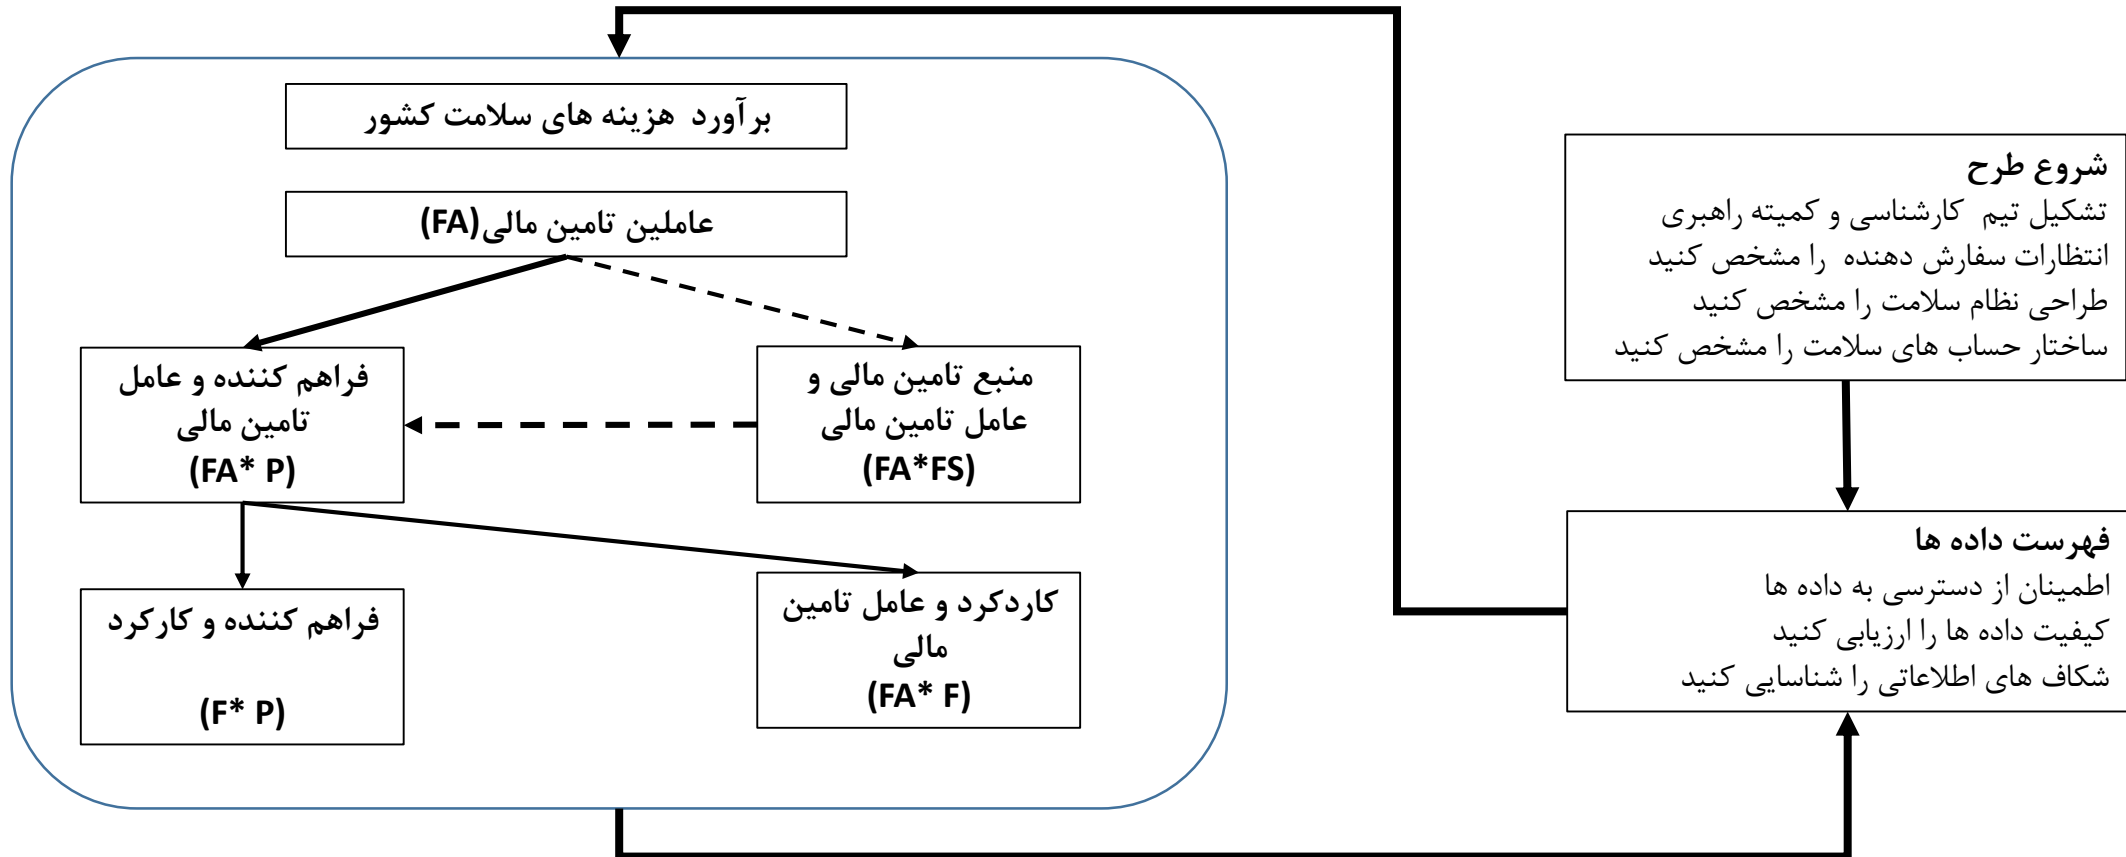 برآورد هزینه های سلامت کشور
عاملین تامین مالی(FA)
شروع طرح
تشکیل تیم کارشناسی و کمیته راهبری
انتظارات سفارش دهنده را مشخص کنید
طراحی نظام سلامت را مشخص کنید
ساختار حساب های سلامت را مشخص کنید
منبع تامین مالی و
عامل تامین مالی
(FA*FS)
فراهم کننده و عامل
تامین مالی
(FA* P)
فهرست داده ها
اطمینان از دسترسی به داده ها
کیفیت داده ها را ارزیابی کنید
شکاف های اطلاعاتی را شناسایی کنید
کاردکرد و عامل تامین
مالی
(FA* F)
فراهم کننده و کارکرد
(F* P)